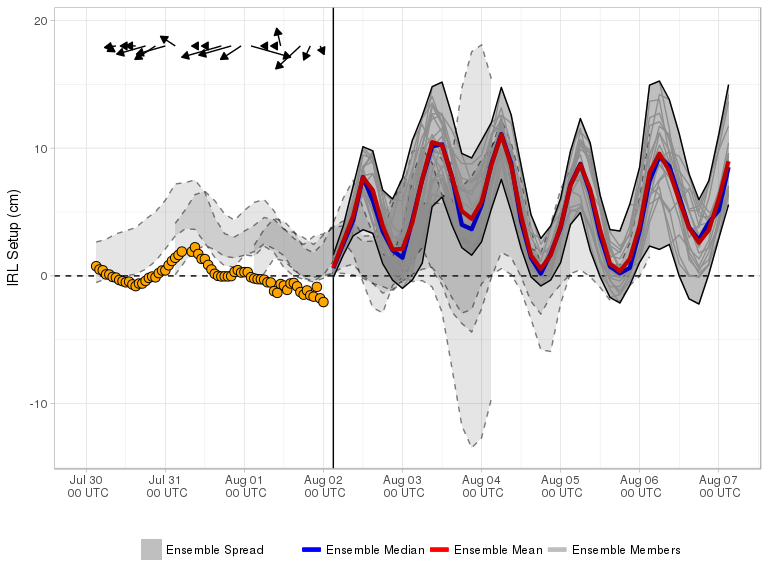 20
10
0
-10
IRL Setup (cm)
Jul 30 Jul 31 Aug 01 Aug 02 Aug 03 Aug 04 Aug 05 Aug 06 Aug 07
00 UTC 00 UTC 00 UTC 00 UTC 00 UTC 00 UTC 00 UTC 00 UTC 00 UTC
Ensemble Spread Ensemble Median Ensemble Mean Ensemble Members